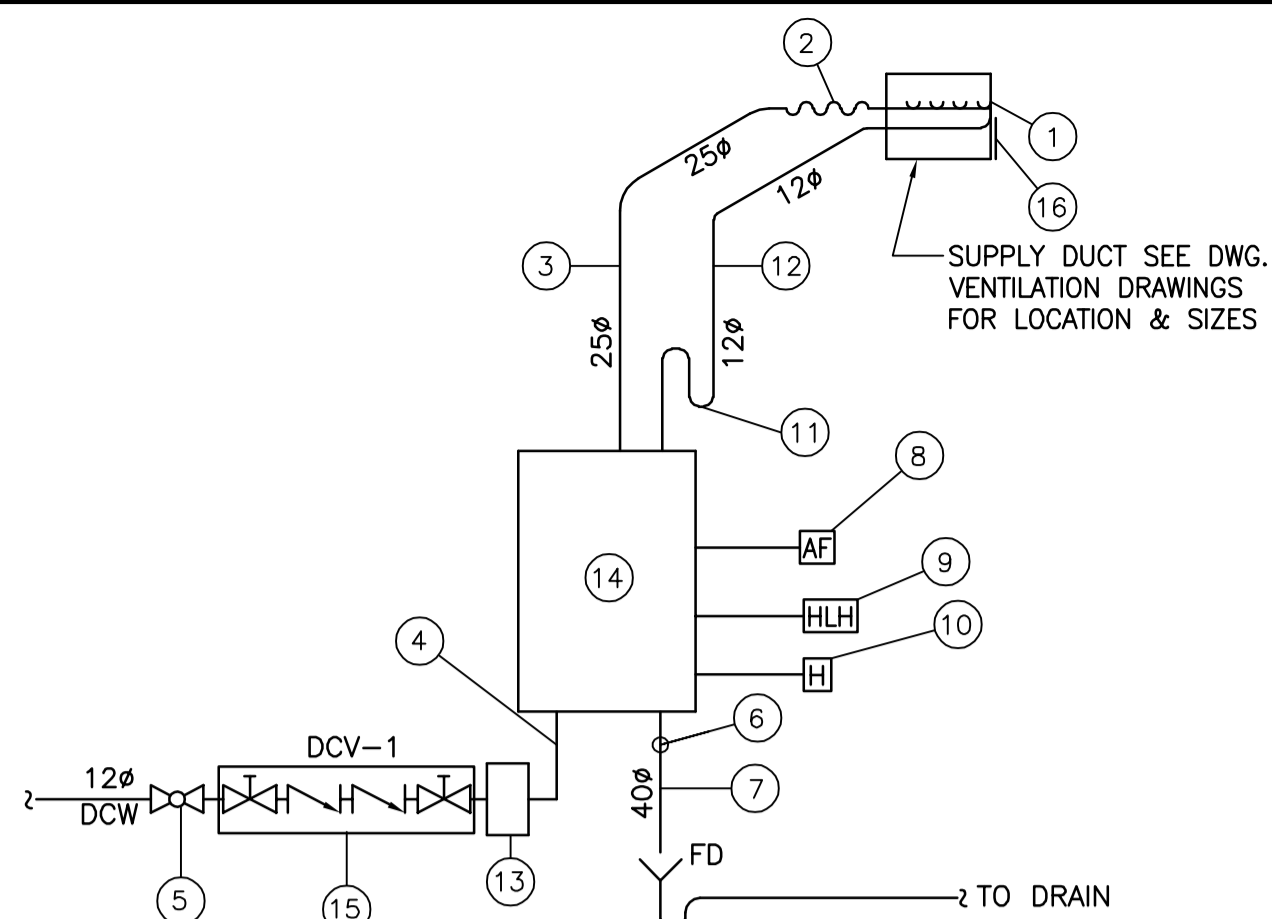 2
1
25ø
12ø
16
3
12
SUPPLY DUCT SEE DWG.
VENTILATION DRAWINGS
FOR LOCATION & SIZES
25ø
12ø
11
8
AF
14
9
HLH
10
H
4
6
DCV-1
7
40ø
12ø
DCW
FD
13
5
15
TO DRAIN